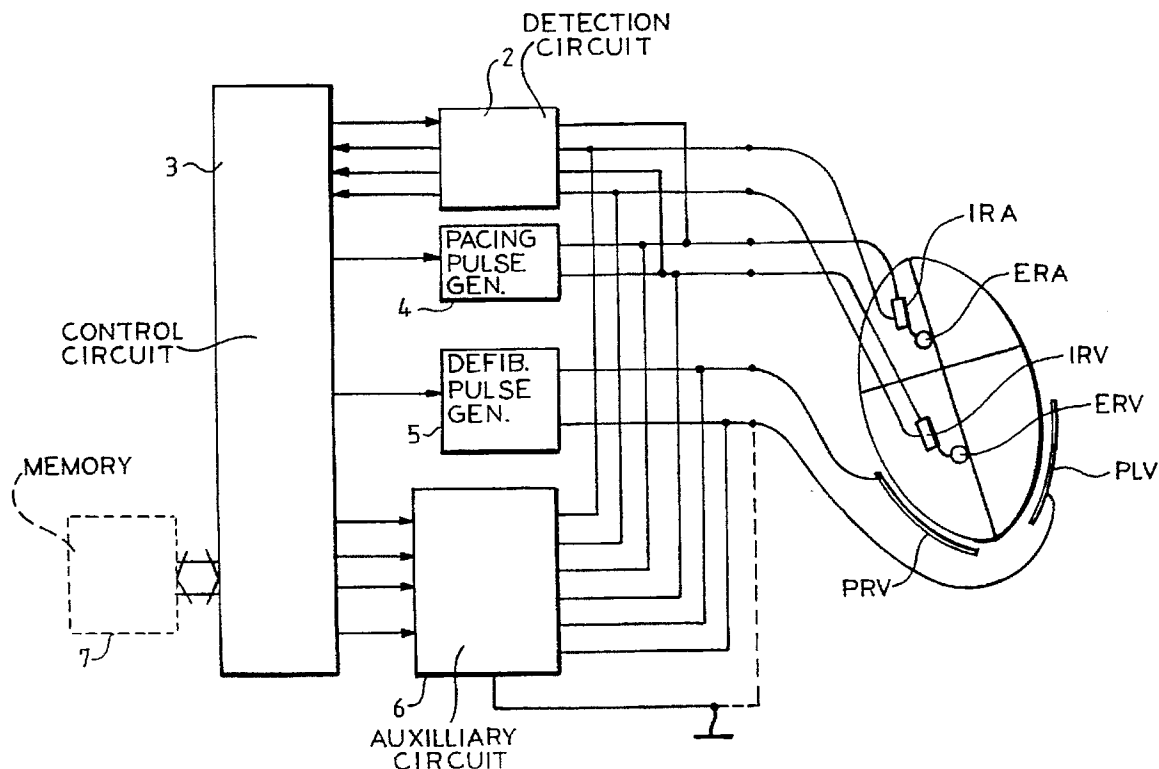 DETECTION
CIRCUIT
2
3
PACING
PULSE
GEN.
4
IRA
ERA
CONTROL
CIRCUIT
DEFIB.
PULSE
GEN.
5
IRV
ERV
PLV
MEMORY
PRV
7
6
AUXILLIARY
CIRCUIT